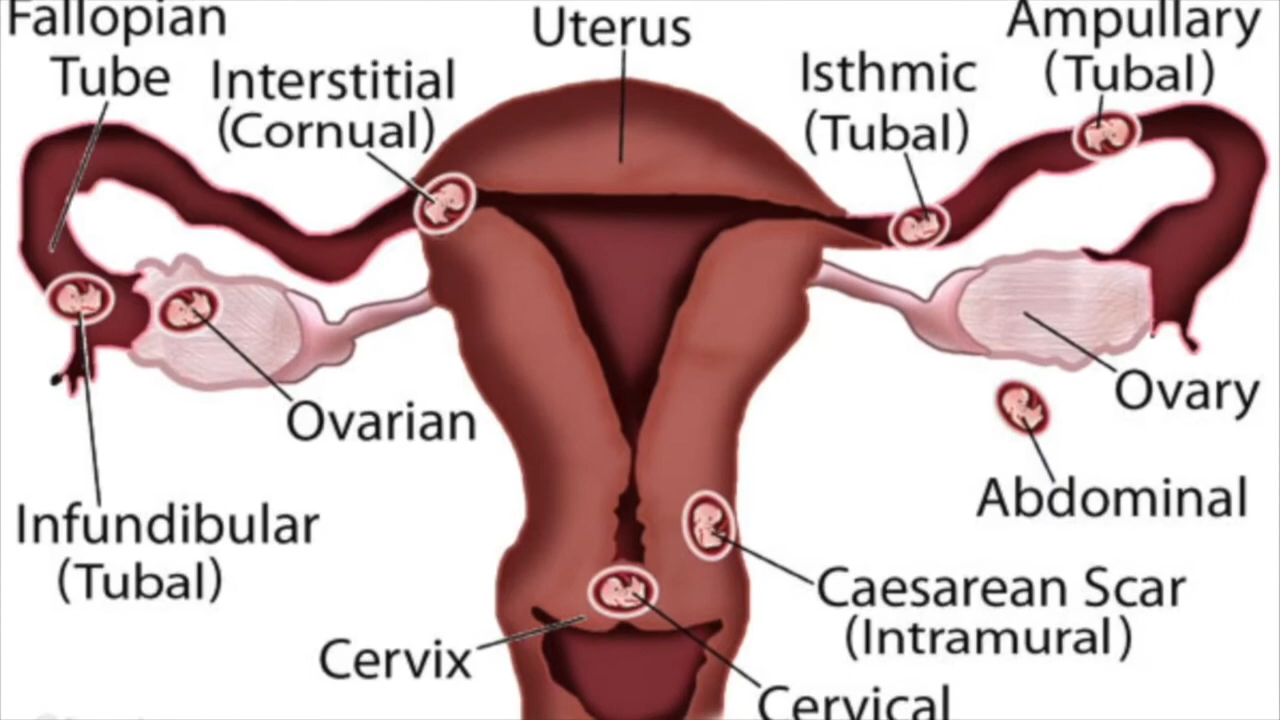 Fallopian
Tube
Interstitial
(Cornual)
Uterus
Isthmic
(Tubal)
Ampullary
(Tubal)
Ovarian
Ovary
Infundibular
(Tubal)
Abdominal
Caesarean Scar
(Intramural)
Cervix
Cervical